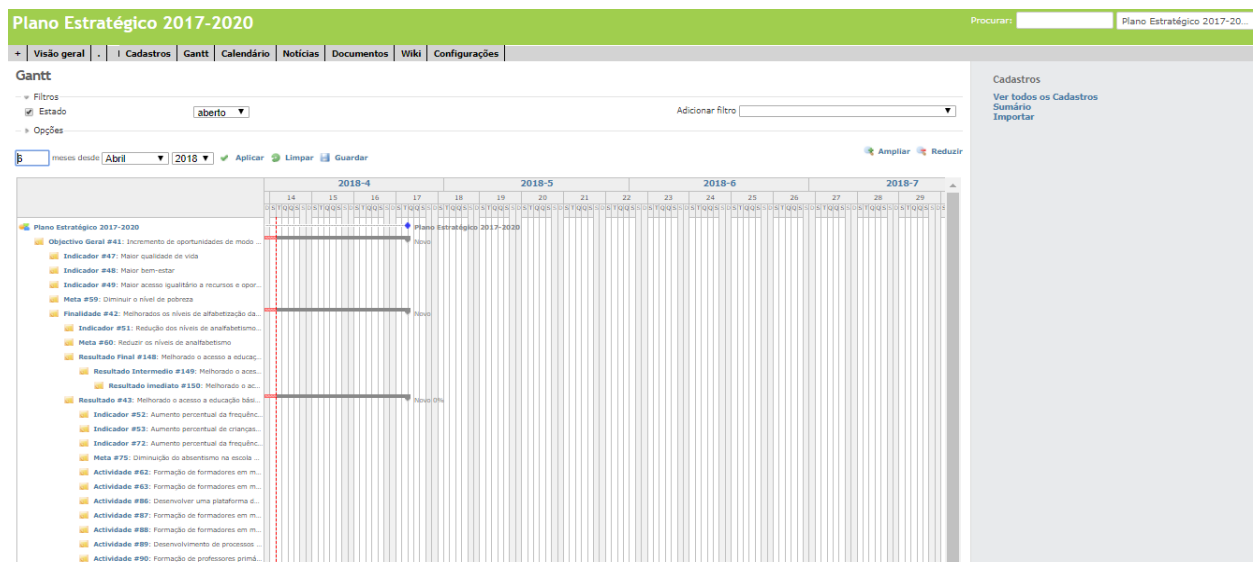 Plano Estratégico 2017-2020
Procurar:
Plano Estratégico 2017-20...
+ Visão geral . Cadastros Gantt Calendário Notícias Documentos Wiki Configurações
Gantt
Filtros
Estado aberto
Adicionar filtro
Opções
6 meses desde Abril 2018 Aplicar Limpar Guardar
Ampliar Reduzir
Cadastros
Ver todos os Cadastros
Sumário
Importar
2018-4 2018-5 2018-6 2018-7
14 15 16 17 18 19 20 21 22 23 24 25 26 27 28 29
Plano Estratégico 2017-2020 Plano Estratégico 2017-2020
Objectivo Geral #41: Incremento de oportunidades de modo ... Novo
Indicador #47: Maior qualidade de vida
Indicador #48: Maior bem-estar
Indicador #49: Maior acesso igualitário a recursos e opor...
Meta #59: Diminuir o nível de pobreza
Finalidade #42: Melhorados os níveis de alfabetização da... Novo
Indicador #51: Redução dos níveis de analfabetismo...
Meta #60: Reduzir os níveis de analfabetismo
Resultado Final #148: Melhorado o acesso a educaç...
Resultado Intermedio #149: Melhorado o aces...
Resultado imediato #150: Melhorado o ac...
Resultado #43: Melhorado o acesso a educação bási... Novo 0%
Indicador #52: Aumento percentual da frequênc...
Indicador #53: Aumento percentual de crianças...
Indicador #72: Aumento percentual da frequênc...
Meta #75: Diminuição do absentismo na escola ...
Actividade #62: Formação de formadores em m...
Actividade #63: Formação de formadores em m...
Actividade #86: Desenvolver uma plataforma d...
Actividade #87: Formação de formadores em m...
Actividade #88: Formação de formadores em m...
Actividade #89: Desenvolvimento de processos ...
Actividade #90: Formação de professores primá...